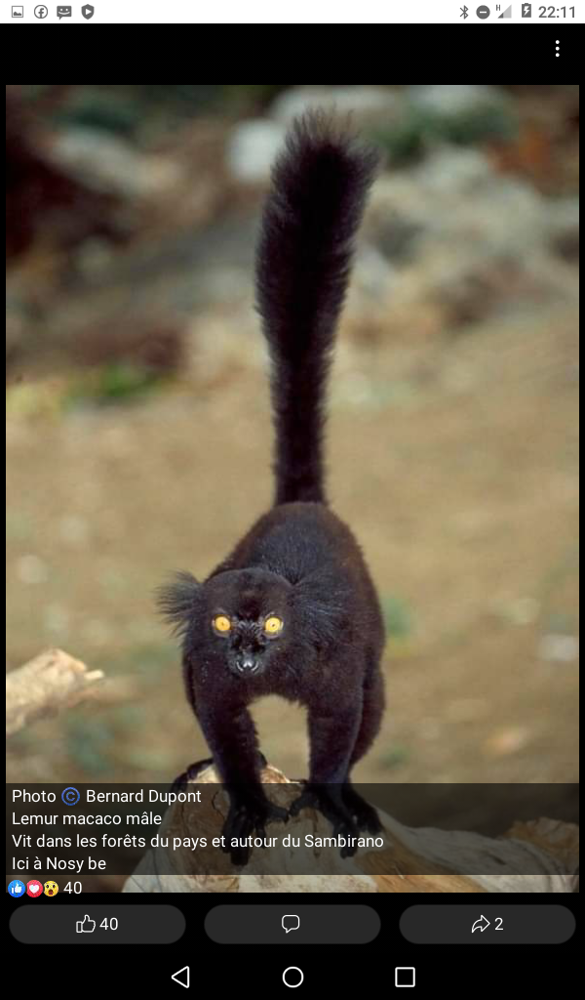 H
22:11
Photo © Bernard Dupont
Lemur macaco mâle
Vit dans les forêts du pays et autour du Sambirano
Ici à Nosy be
40
40
2